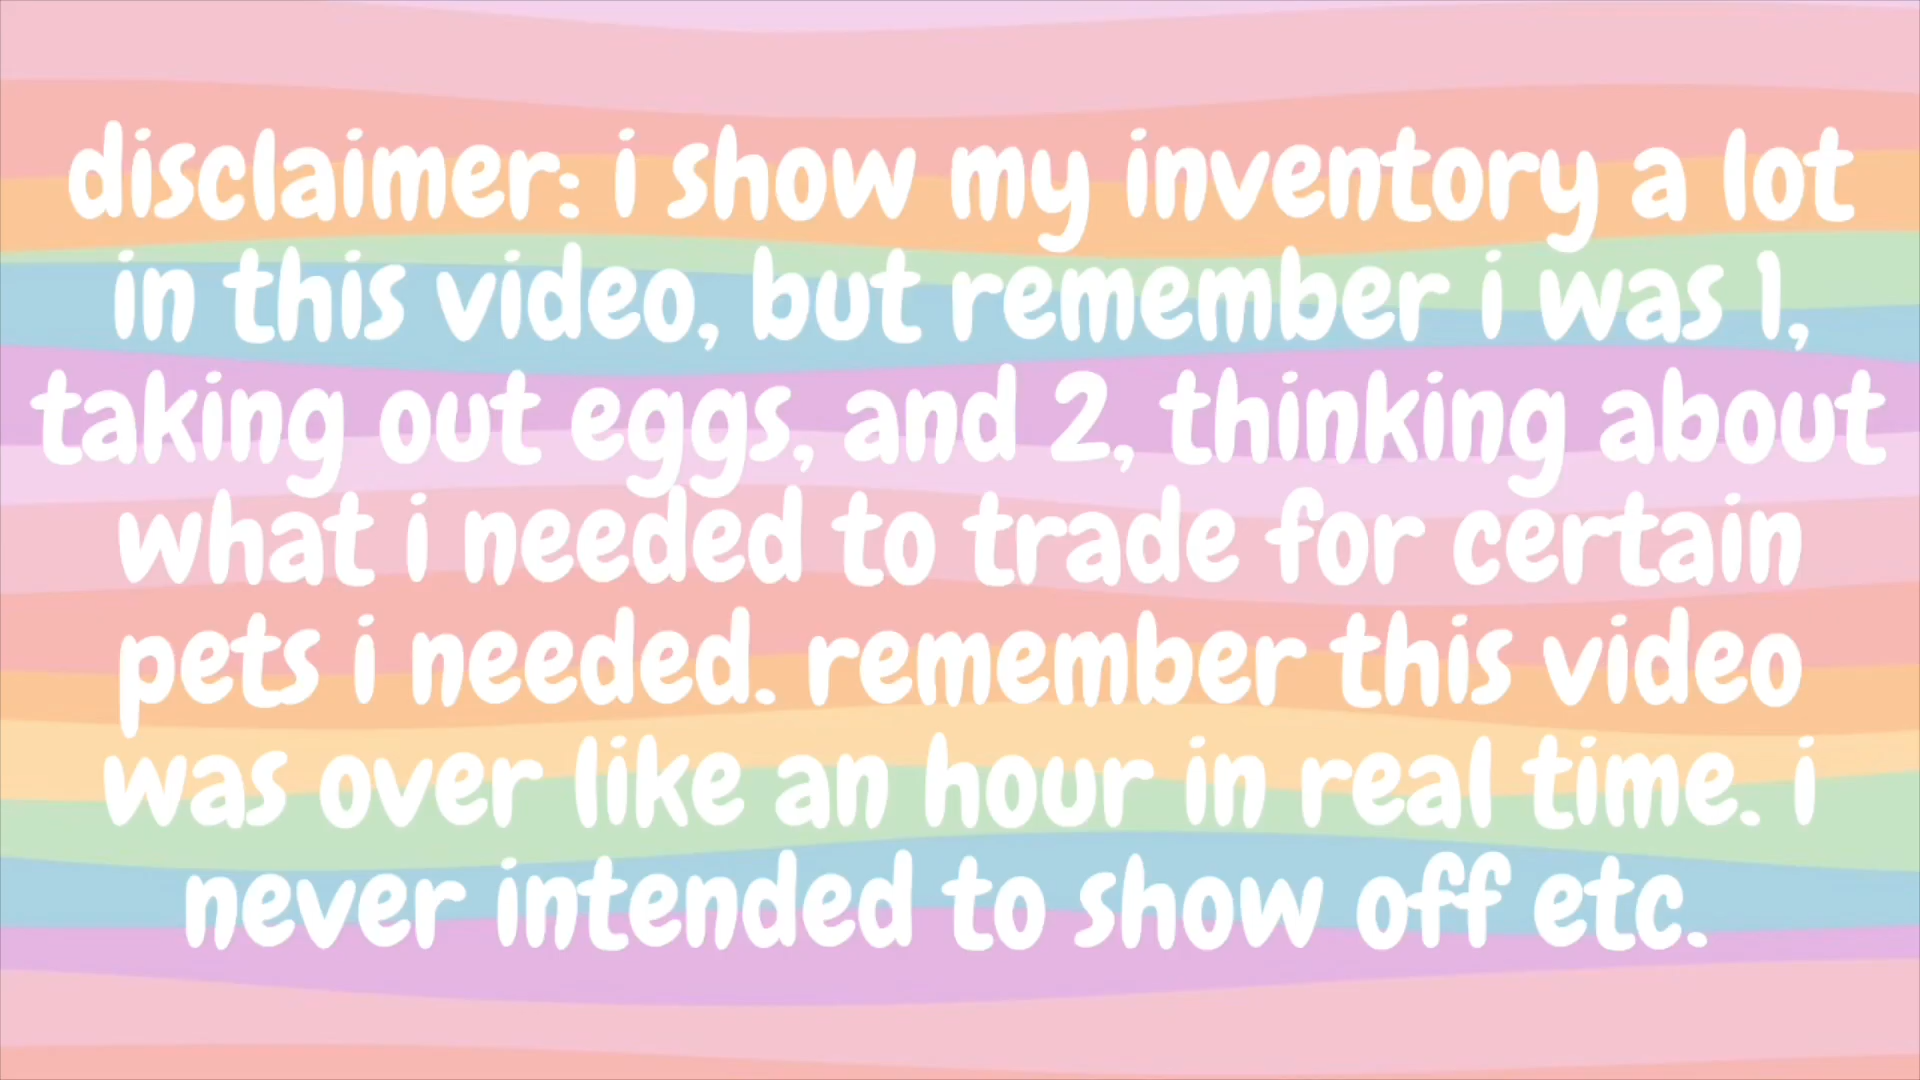 disclaimer: i show my inventory a lot
in this video, but remember i was 1,
taking out eggs, and 2, thinking about
what i needed to trade for certain
pets i needed. remember this video
was over like an hour in real time. i
never intended to show off etc.